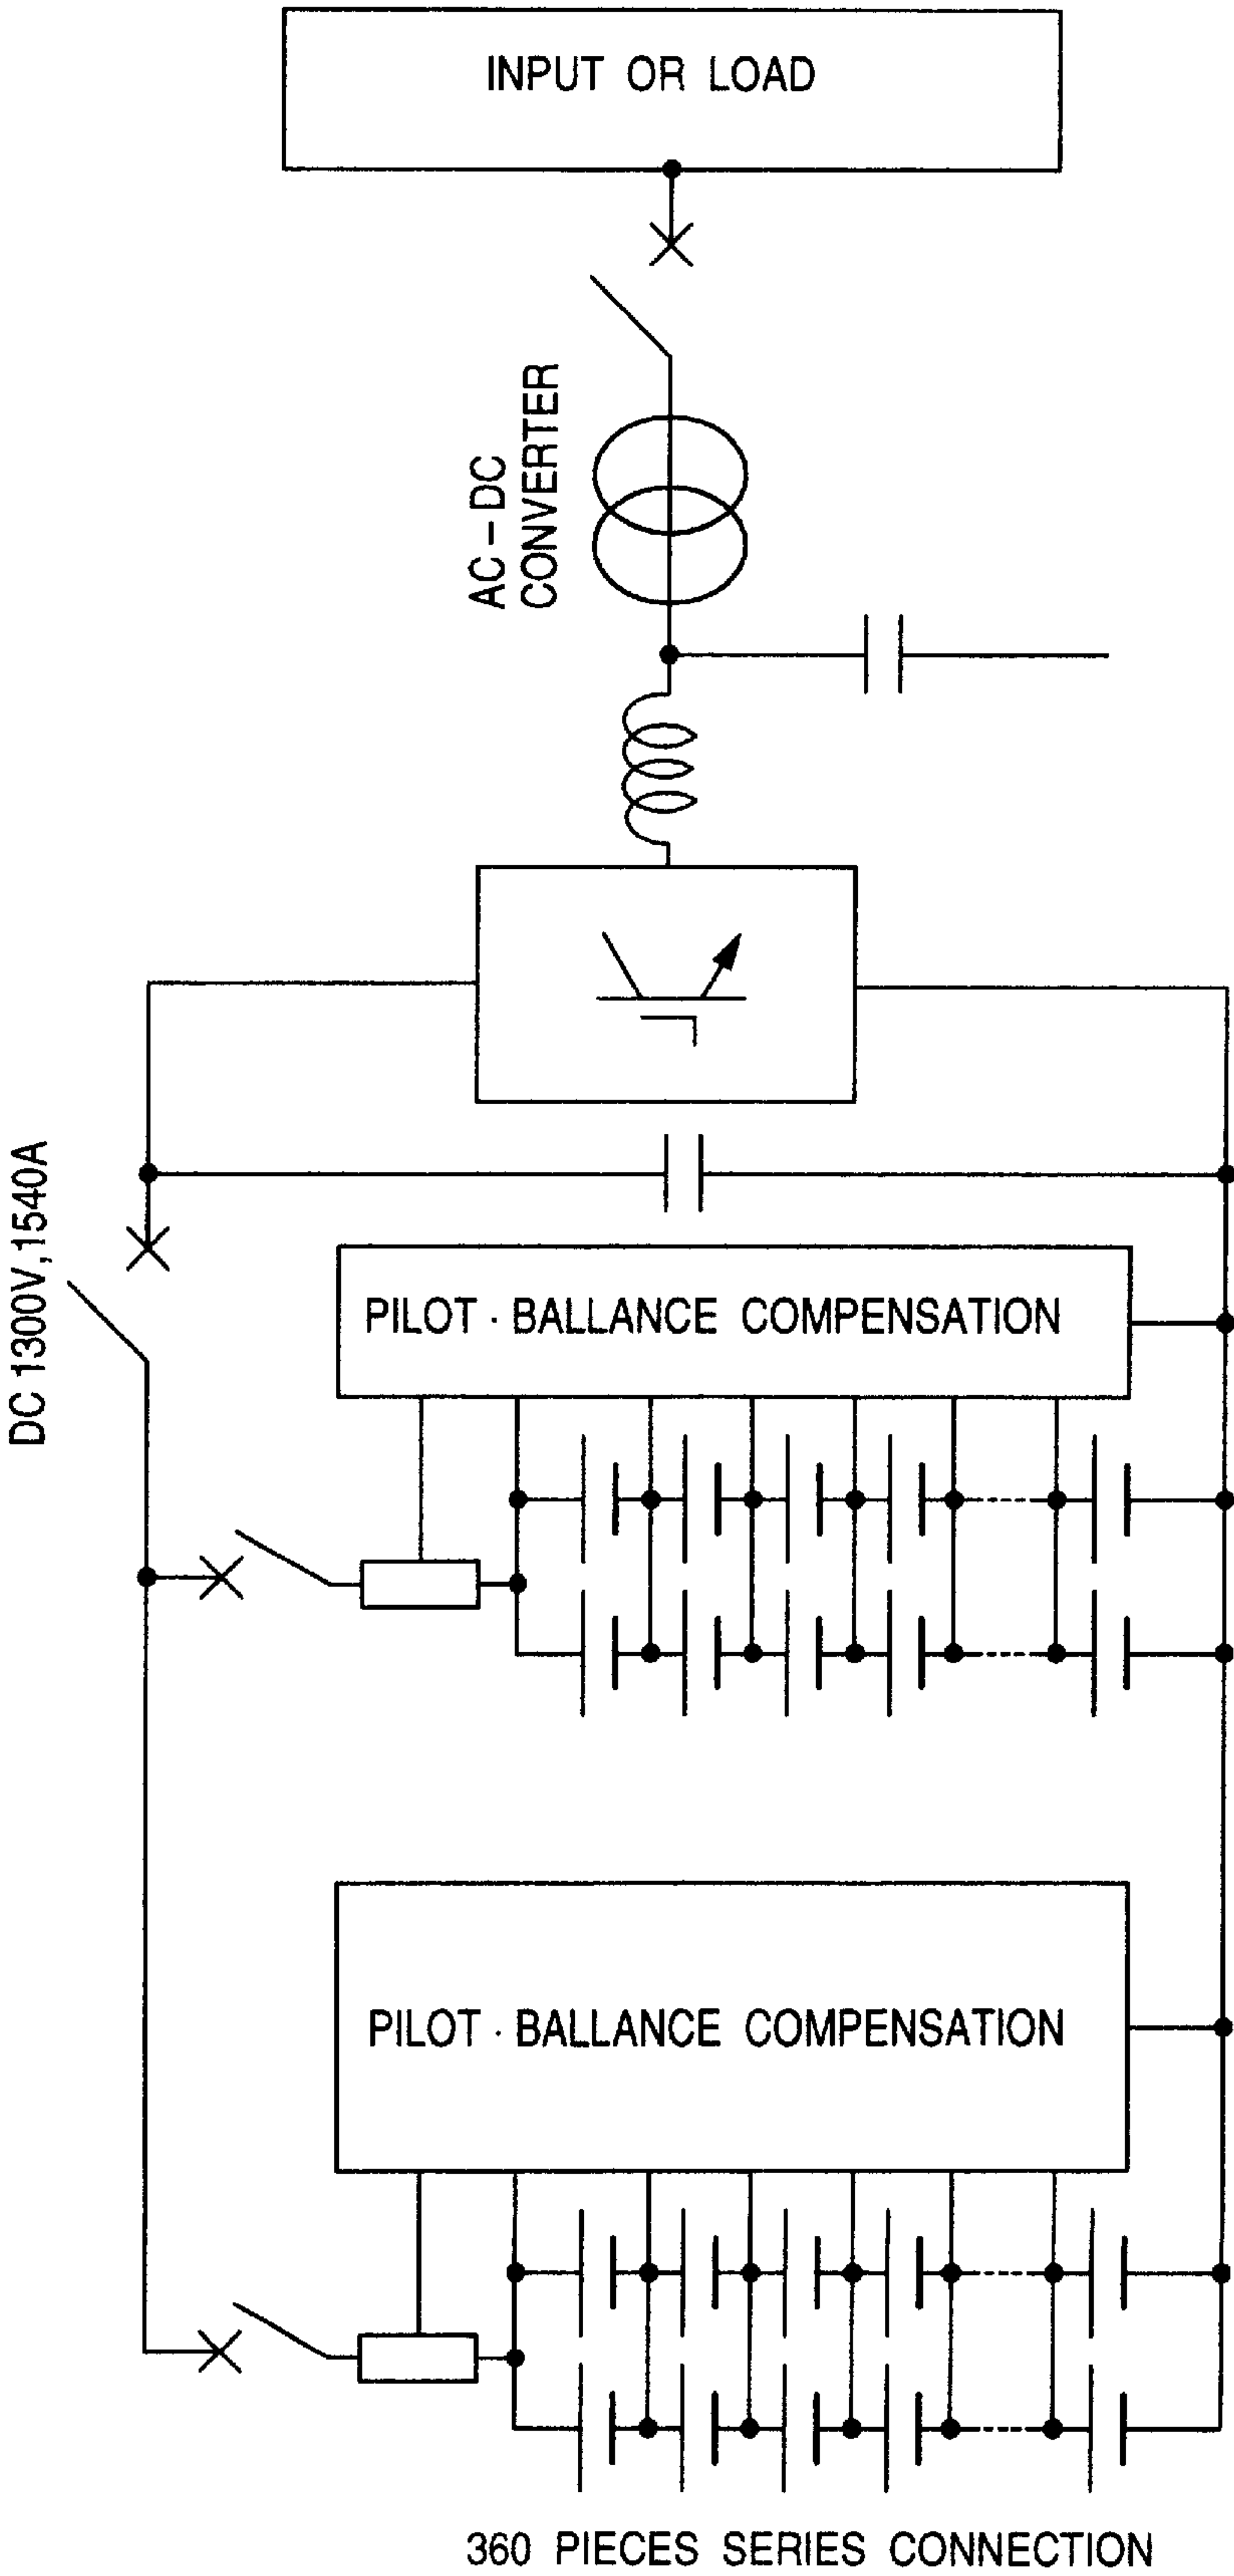 INPUT OR LOAD
AC-DC
CONVERTER
DC 1300V, 1540A
PILOT · BALLANCE COMPENSATION
PILOT · BALLANCE COMPENSATION
360 PIECES SERIES CONNECTION